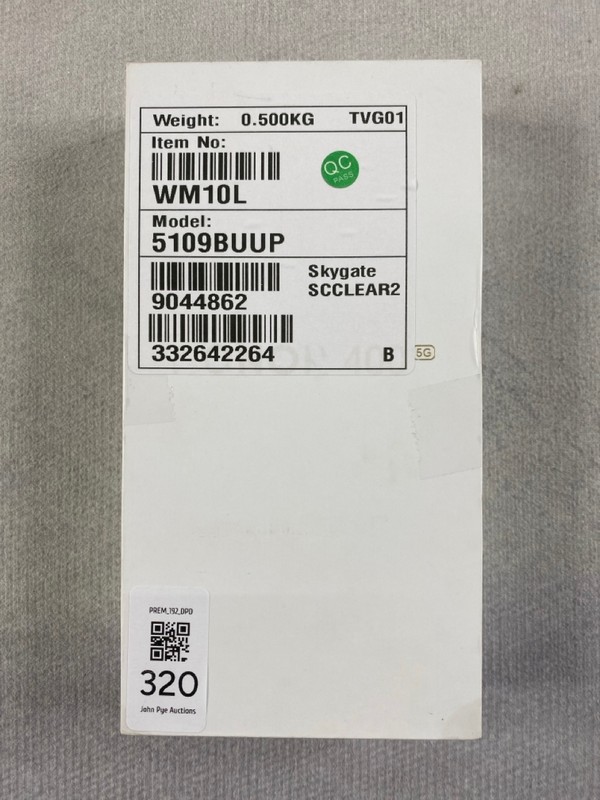 Weight: 0.500KG TVG01
Item No:
QC
PASS
WM10L
Model:
5109BUUP
Skygate
SCCLEAR2
9044862
332642264 B
5G
PREM_192_DPD
320
John Pye Auctions